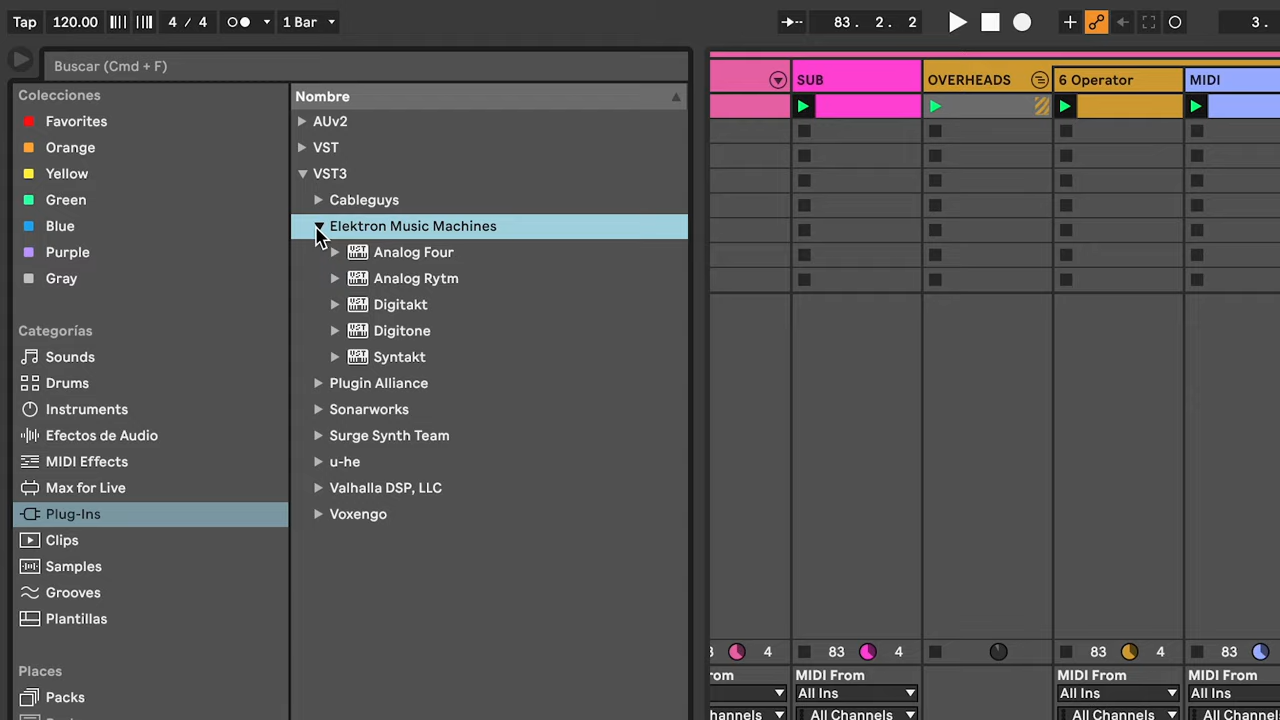 Tap 120.00 4 / 4 1 Bar 83. 2. 2 3.
Buscar (Cmd + F)
Colecciones
Favorites
Orange
Yellow
Green
Blue
Purple
Gray
Categorías
Sounds
Drums
Instruments
Efectos de Audio
MIDI Effects
Max for Live
Plug-Ins
Clips
Samples
Grooves
Plantillas
Places
Packs
Nombre
AUv2
VST
VST3
Cableguys
Elektron Music Machines
Analog Four
Analog Rytm
Digitakt
Digitone
Syntakt
Plugin Alliance
Sonarworks
Surge Synth Team
u-he
Valhalla DSP, LLC
Voxengo
SUB OVERHEADS 6 Operator MIDI
4 83 4 83 4 83
rom MIDI From MIDI From MIDI From
All Ins All Ins All Ins
hannels All Channels All Channels All Chann